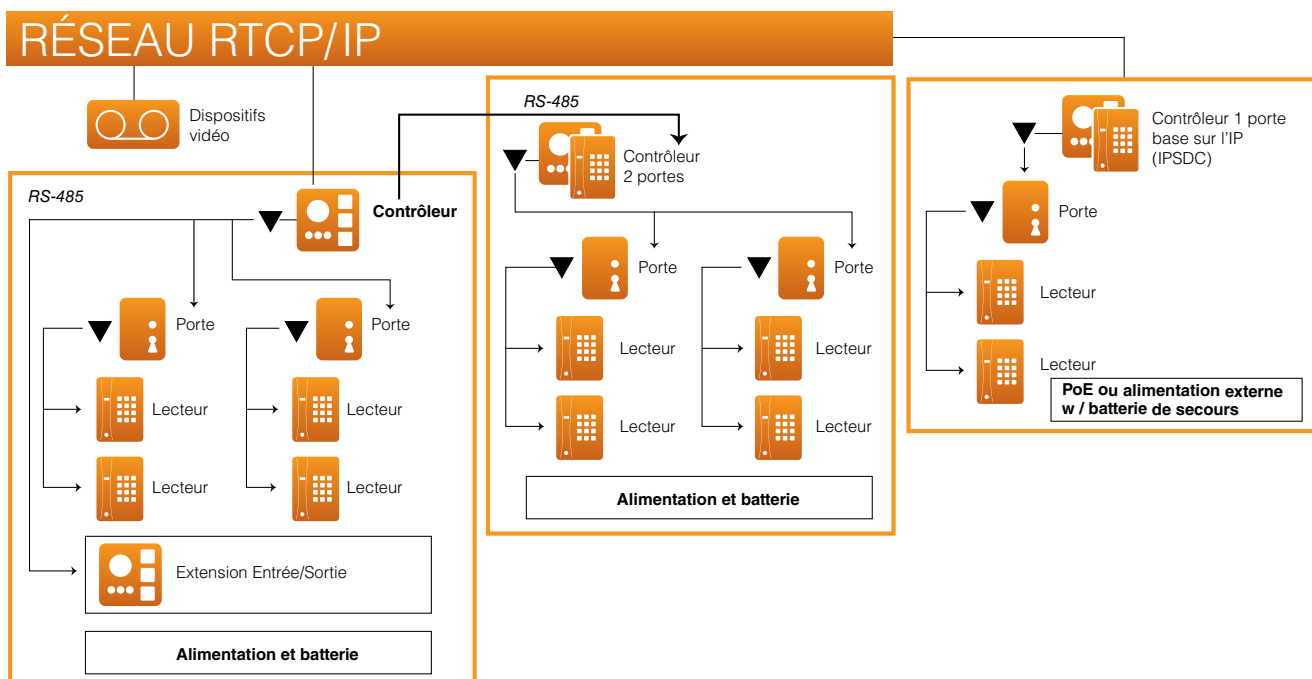 RÉSEAU RTCP/IP
Dispositifs
vidéo
RS-485
Contrôleur
Porte
Porte
Lecteur
Lecteur
Lecteur
Lecteur
Extension Entrée/Sortie
Alimentation et batterie
RS-485
Contrôleur
2 portes
Porte
Porte
Lecteur
Lecteur
Lecteur
Lecteur
Alimentation et batterie
Contrôleur 1 porte
base sur l'IP
(IPSDC)
Porte
Lecteur
Lecteur
PoE ou alimentation externe
w / batterie de secours